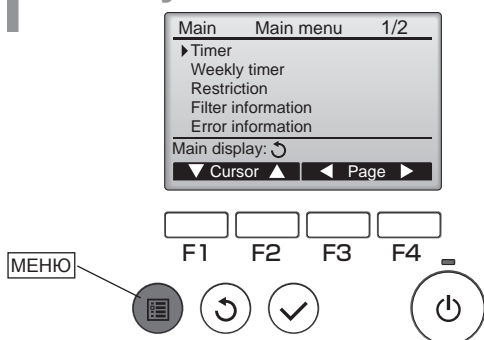 Main Main menu 1/2
Timer
Weekly timer
Restriction
Filter information
Error information
Main display:
Cursor Page
F1 F2 F3 F4
МЕНЮ